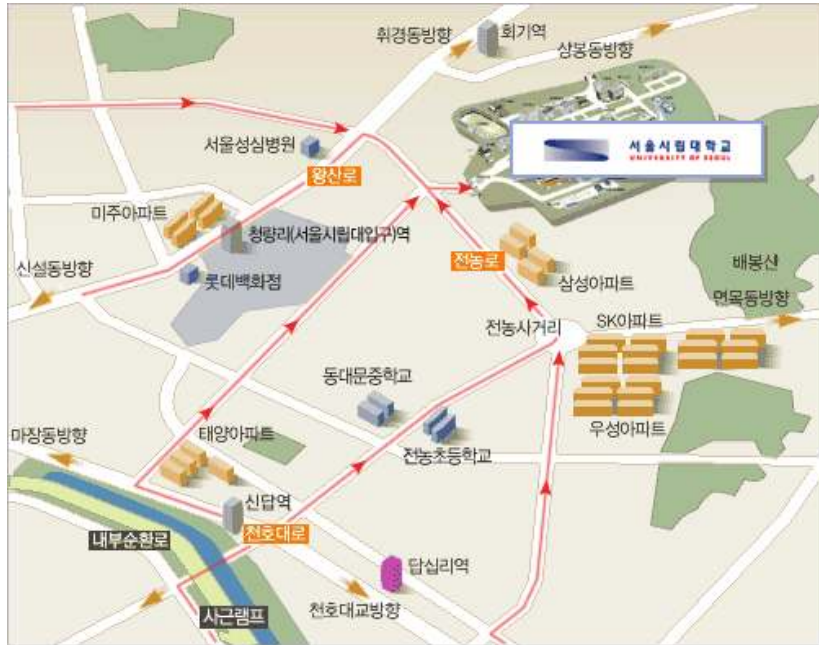 휘경동방향
회기역
삼봉동방향
서울성심병원
서울시립대학교
UNIVERSITY OF SEOUL
왕산로
미주아파트
청량리(서울시립대입구)역
신설동방향
롯데백화점
전농로
삼성아파트
배봉산
면목동방향
전농사거리
SK아파트
동대문중학교
우성아파트
마장동방향
태양아파트
전농초등학교
신답역
천호대로
내부순환로
답십리역
사근램프
천호대교방향